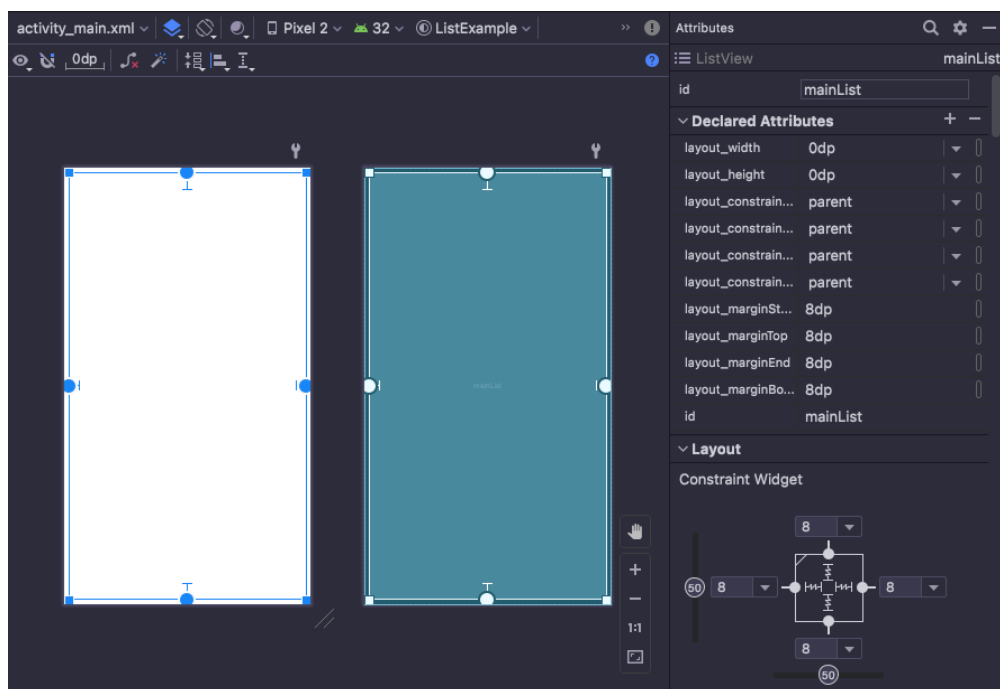 activity_main.xml Pixel 2 32 ListExample >> Attributes
0dp ? ListView mainList
id mainList
Declared Attributes
layout_width 0dp
layout_height 0dp
layout_constrain... parent
layout_constrain... parent
layout_constrain... parent
layout_constrain... parent
layout_marginSt... 8dp
layout_marginTop 8dp
layout_marginEnd 8dp
layout_marginBo... 8dp
id mainList
Layout
Constraint Widget
mainList
8
50 8 8
8
50
1:1